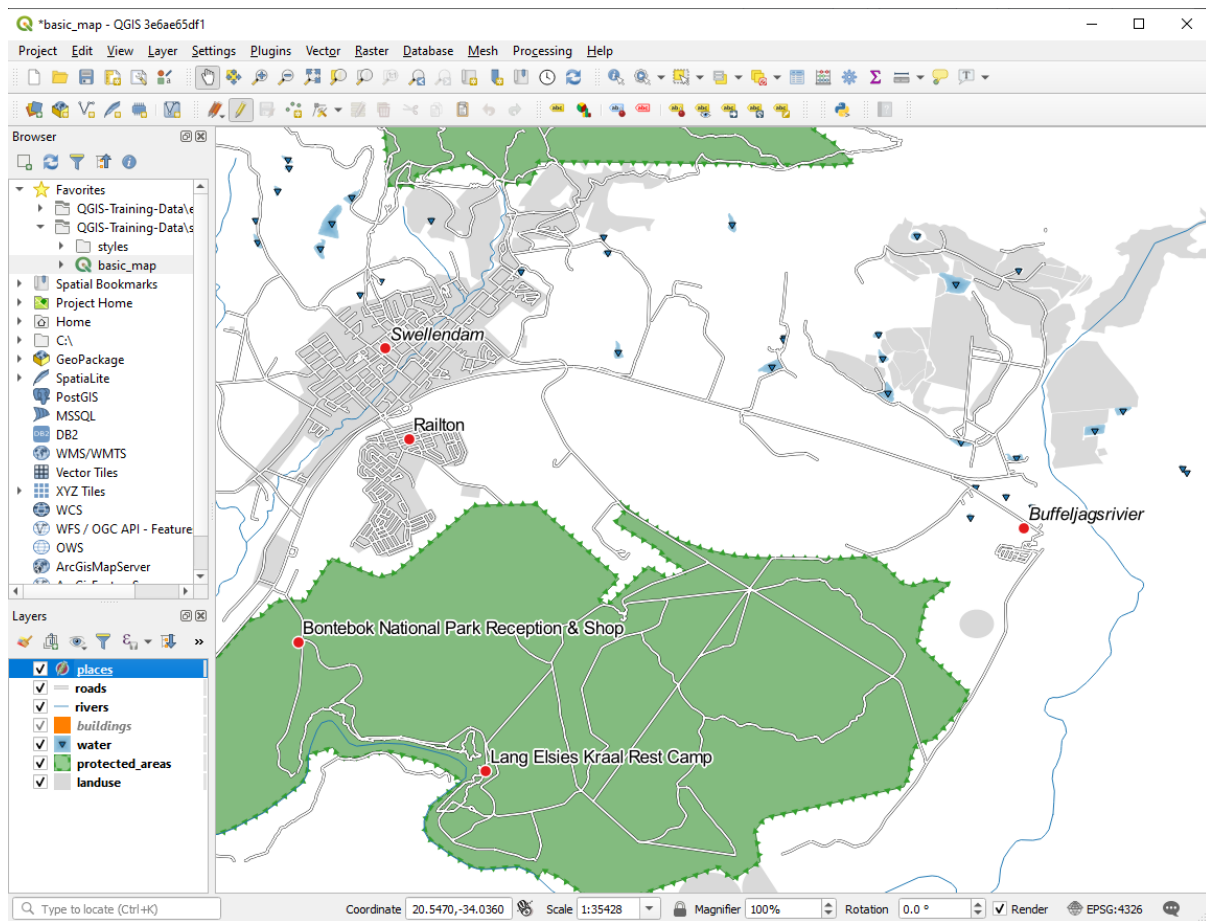 *basic_map - QGIS 3e6ae65df1
Project Edit View Layer Settings Plugins Vector Raster Database Mesh Processing Help
Browser
Favorites
QGIS-Training-Data\e
QGIS-Training-Data\s
styles
basic_map
Spatial Bookmarks
Project Home
Home
C:\
GeoPackage
SpatiaLite
PostGIS
MSSQL
DB2
WMS/WMTS
Vector Tiles
XYZ Tiles
WCS
WFS / OGC API - Feature
OWS
ArcGisMapServer
Layers
»
places
roads
rivers
buildings
water
protected_areas
landuse
Swellendam
Railton
Buffeljagsrivier
Bontebok National Park Reception & Shop
Lang Elsies Kraal Rest Camp
Type to locate (Ctrl+K) Coordinate 20.5470,-34.0360 Scale 1:35428 Magnifier 100% Rotation 0.0 ° Render EPSG:4326